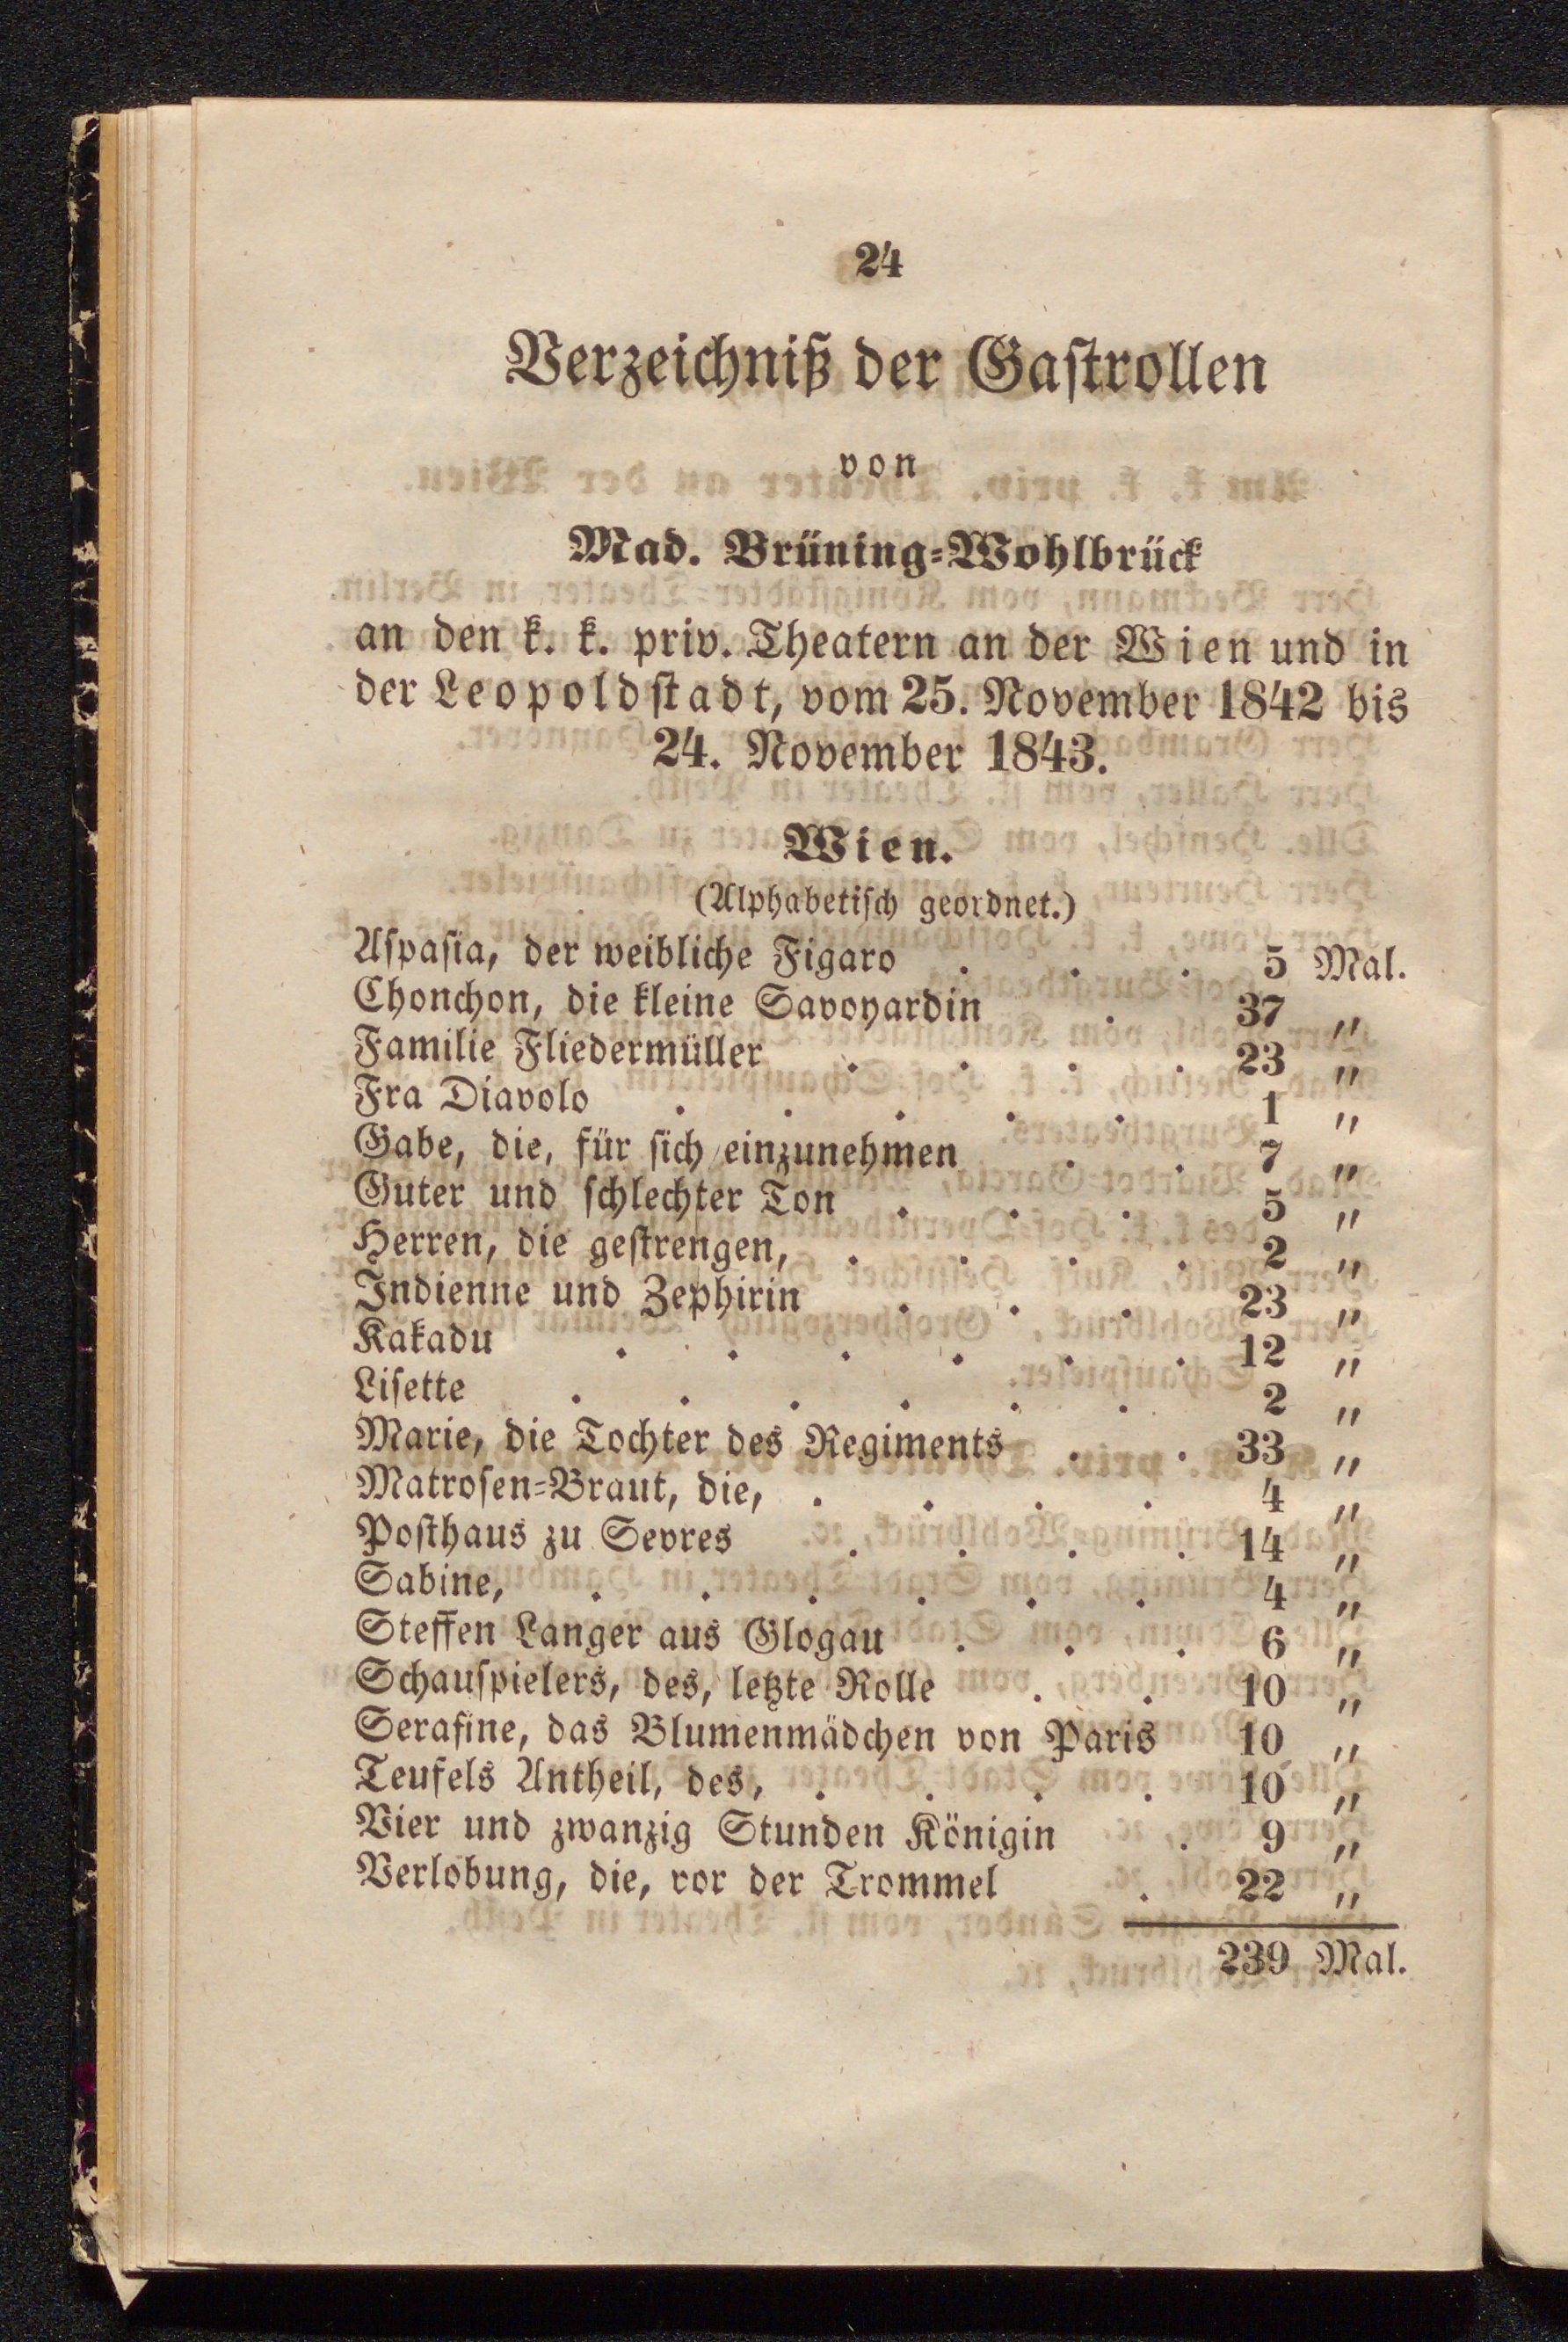 24
Verzeichniß der Gastrollen
von
Mad. Brüning-Wohlbrück
an den k. k. priv. Theatern an der Wien und in
der Leopoldstadt, vom 25. November 1842 bis
24. November 1843.
Wien.
(Alphabetisch geordnet.)
Aspasia, der weibliche Figaro . . . 5 Mal.
Chonchon, die kleine Savoyardin . 37 „
Familie Fliedermüller . . . . 23 „
Fra Diavolo . . . . . 1 „
Gabe, die, für sich einzunehmen . . 7 „
Guter und schlechter Ton . . . 5 „
Herren, die gestrengen, . . . . 2 „
Indienne und Zephirin . . . 23 „
Kakadu . . . . . . 12 „
Lisette . . . . . . 2 „
Marie, die Tochter des Regiments . . 33 „
Matrosen-Braut, die, . . . . 4 „
Posthaus zu Sevres . . . . 14 „
Sabine, . . . . . . 4 „
Steffen Langer aus Glogau . . . 6 „
Schauspielers, des, letzte Rolle . . 10 „
Serafine, das Blumenmädchen von Paris 10 „
Teufels Antheil, des, . . . . 10 „
Vier und zwanzig Stunden Königin . 9 „
Verlobung, die, vor der Trommel . 22 „
239 Mal.